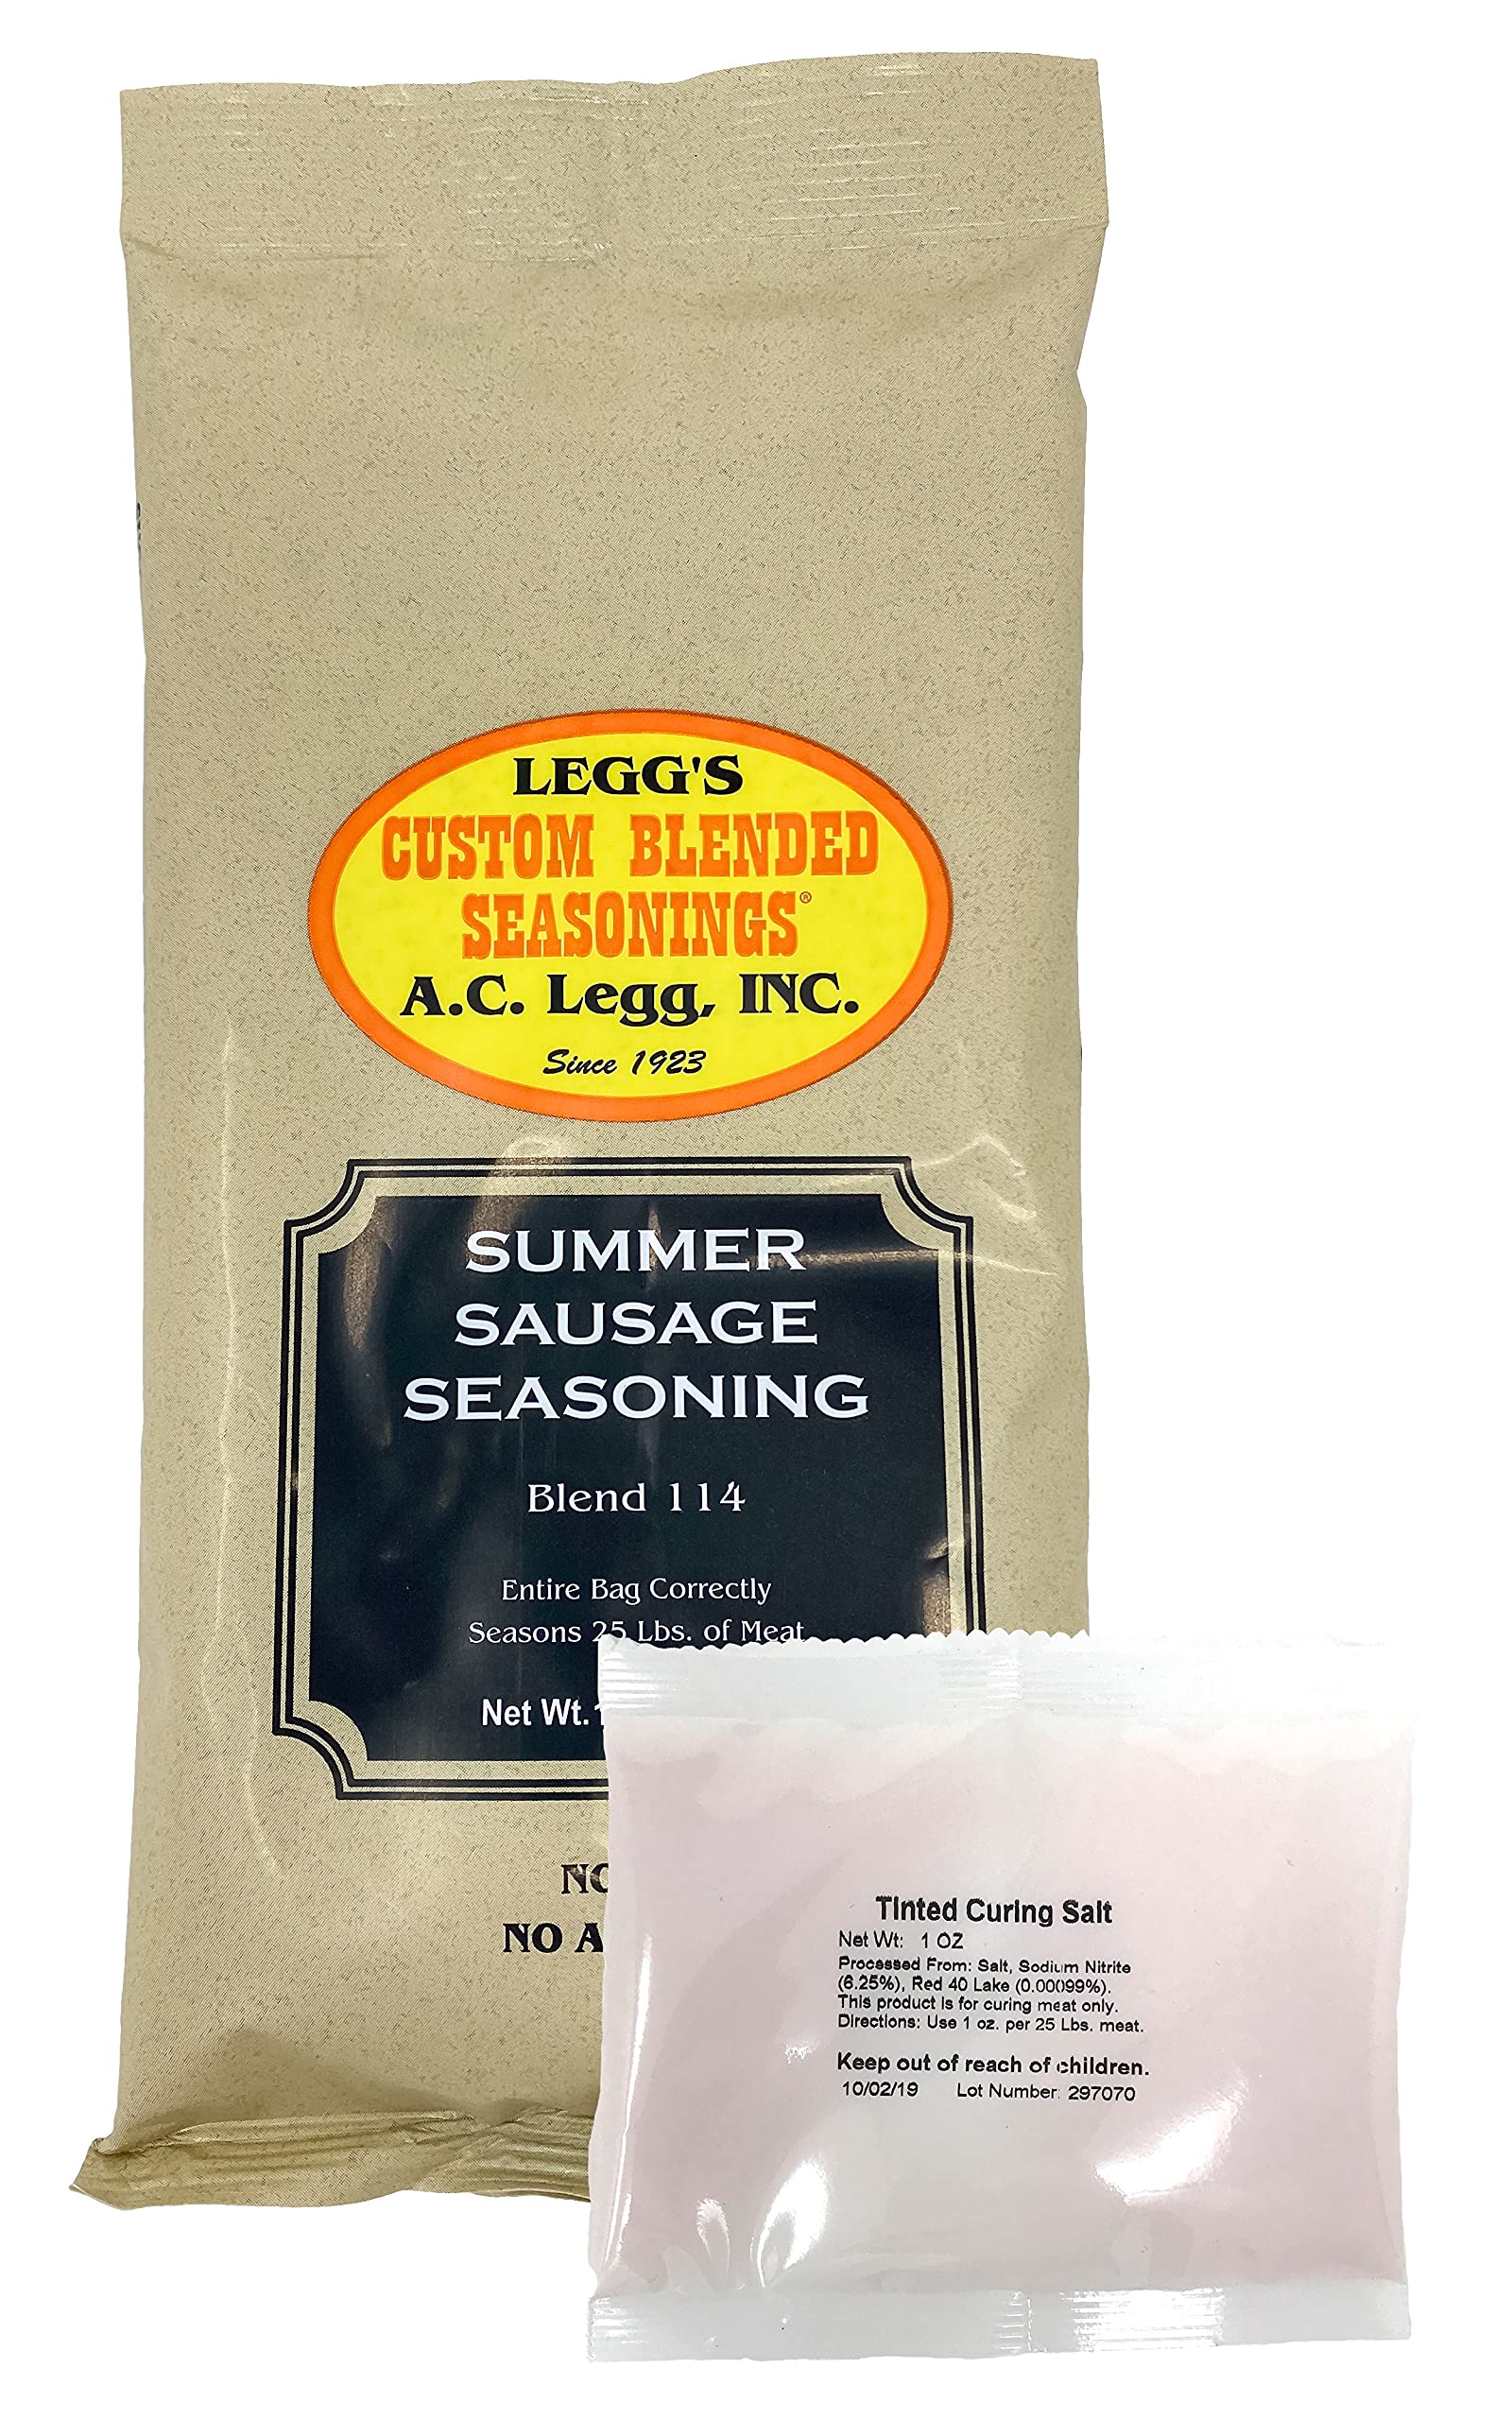 LEGG'S
CUSTOM BLENDED
SEASONINGS®
A.C. Legg, INC.
Since 1923
SUMMER
SAUSAGE
SEASONING
Blend 114
Entire Bag Correctly
Seasons 25 Lbs. of Meat
Net Wt.
NO A
Tinted Curing Salt
Net Wt: 1 OZ
Processed From: Salt, Sodium Nitrite
(6.25%), Red 40 Lake (0.00099%).
This product is for curing meat only.
Directions: Use 1 oz. per 25 Lbs. meat.
Keep out of reach of children.
10/02/19 Lot Number: 297070